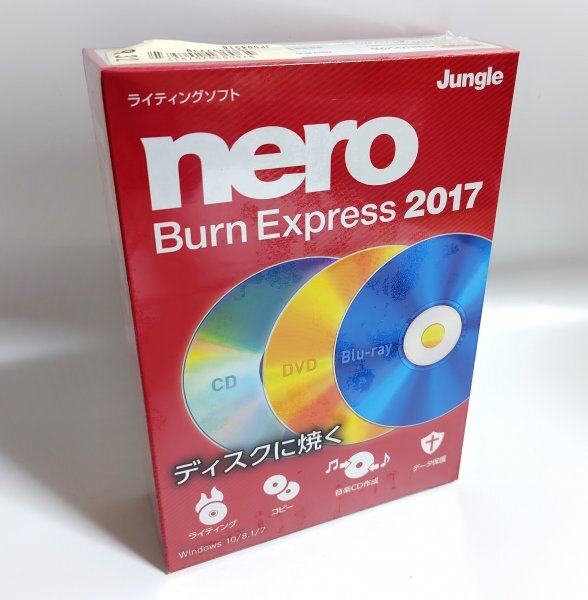 Jungle
ライティングソフト
nero
Burn Express 2017
CD
DVD
Blu-ray
ディスクに焼く
ライティング
コピー
音楽CD作成
データ保護
Windows 10/8.1/7